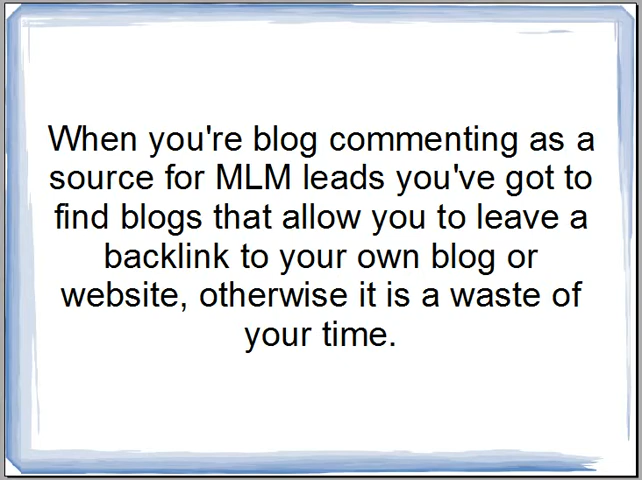 When you're blog commenting as a
source for MLM leads you've got to
find blogs that allow you to leave a
backlink to your own blog or
website, otherwise it is a waste of
your time.